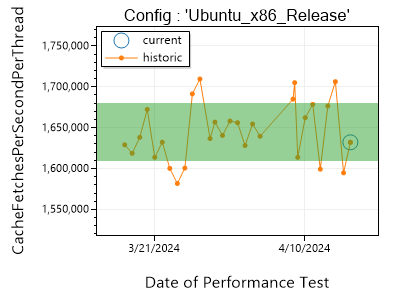 Config : 'Ubuntu_x86_Release'
CacheFetchesPerSecondPerThread
1,750,000
1,700,000
1,650,000
1,600,000
1,550,000
current
historic
3/21/2024
4/10/2024
Date of Performance Test